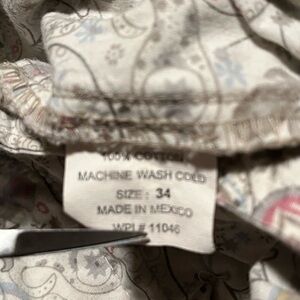 100% COTTON
MACHINE WASH COLD
SIZE : 34
MADE IN MEXICO
WPL# 11046